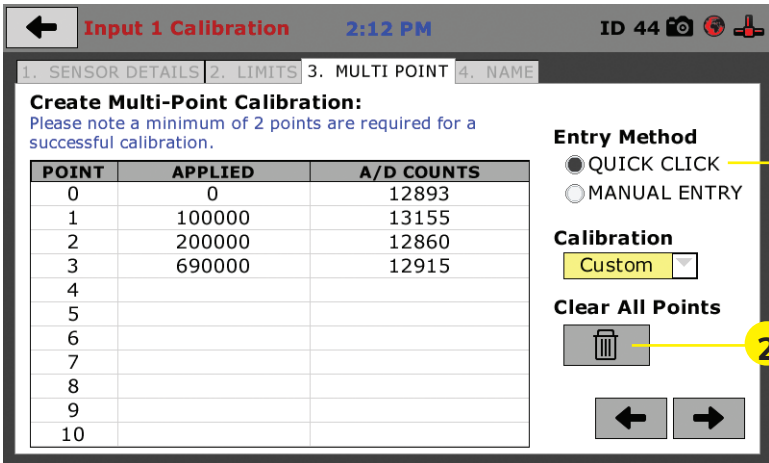 Input 1 Calibration 2:12 PM ID 44
1. SENSOR DETAILS 2. LIMITS 3. MULTI POINT 4. NAME
Create Multi-Point Calibration:
Please note a minimum of 2 points are required for a
successful calibration.
POINT APPLIED A/D COUNTS
0 0 12893
1 100000 13155
2 200000 12860
3 690000 12915
4
5
6
7
8
9
10
Entry Method
QUICK CLICK
MANUAL ENTRY
Calibration
Custom
Clear All Points
2